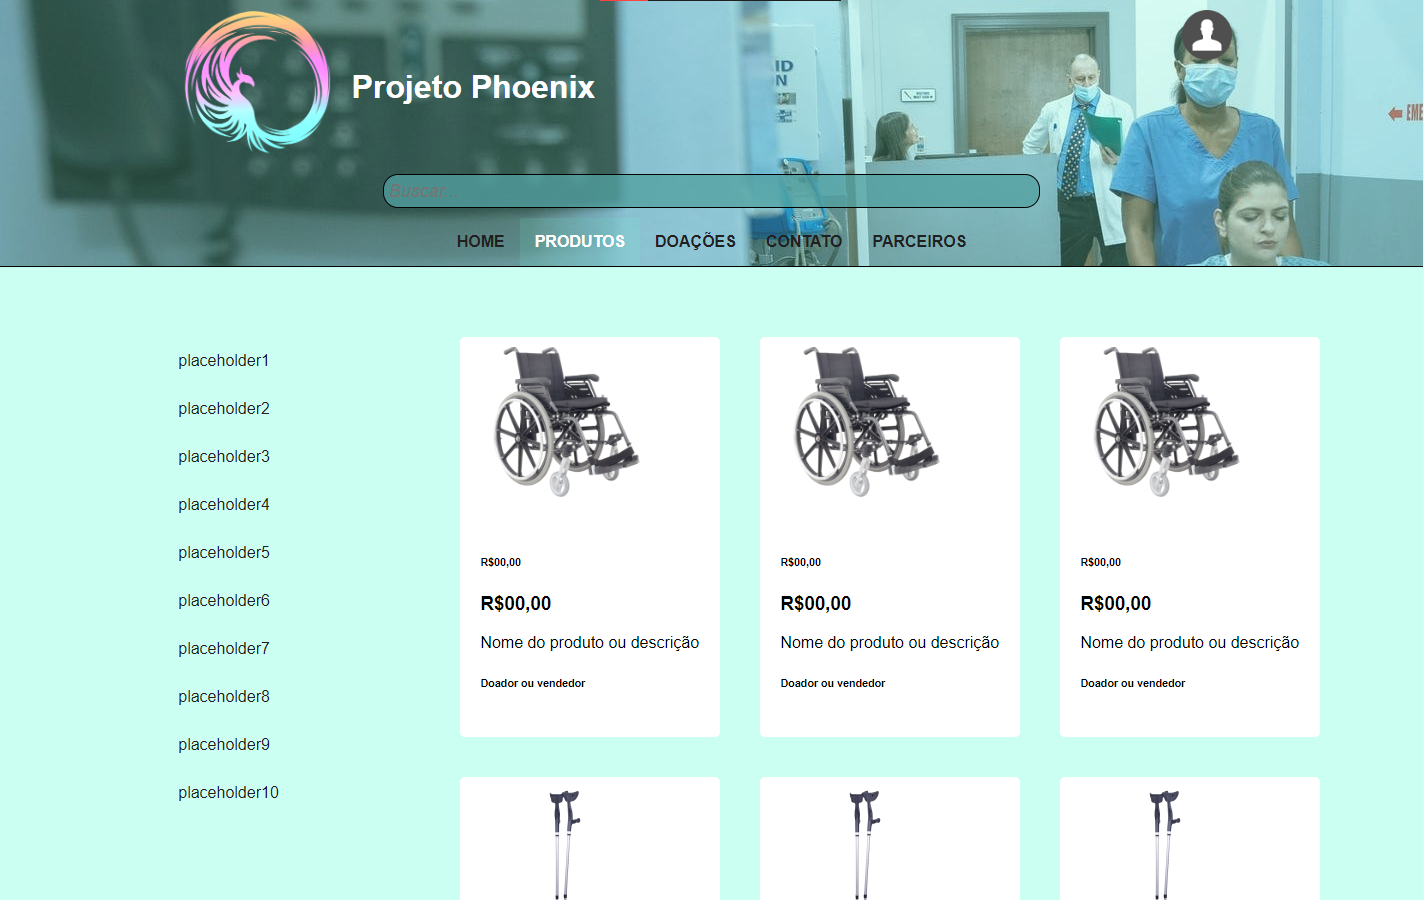 Projeto Phoenix
Buscar...
HOME PRODUTOS DOAÇÕES CONTATO PARCEIROS
placeholder1
placeholder2
placeholder3
placeholder4
placeholder5
placeholder6
placeholder7
placeholder8
placeholder9
placeholder10
R$00,00
R$00,00
Nome do produto ou descrição
Doador ou vendedor
R$00,00
R$00,00
Nome do produto ou descrição
Doador ou vendedor
R$00,00
R$00,00
Nome do produto ou descrição
Doador ou vendedor